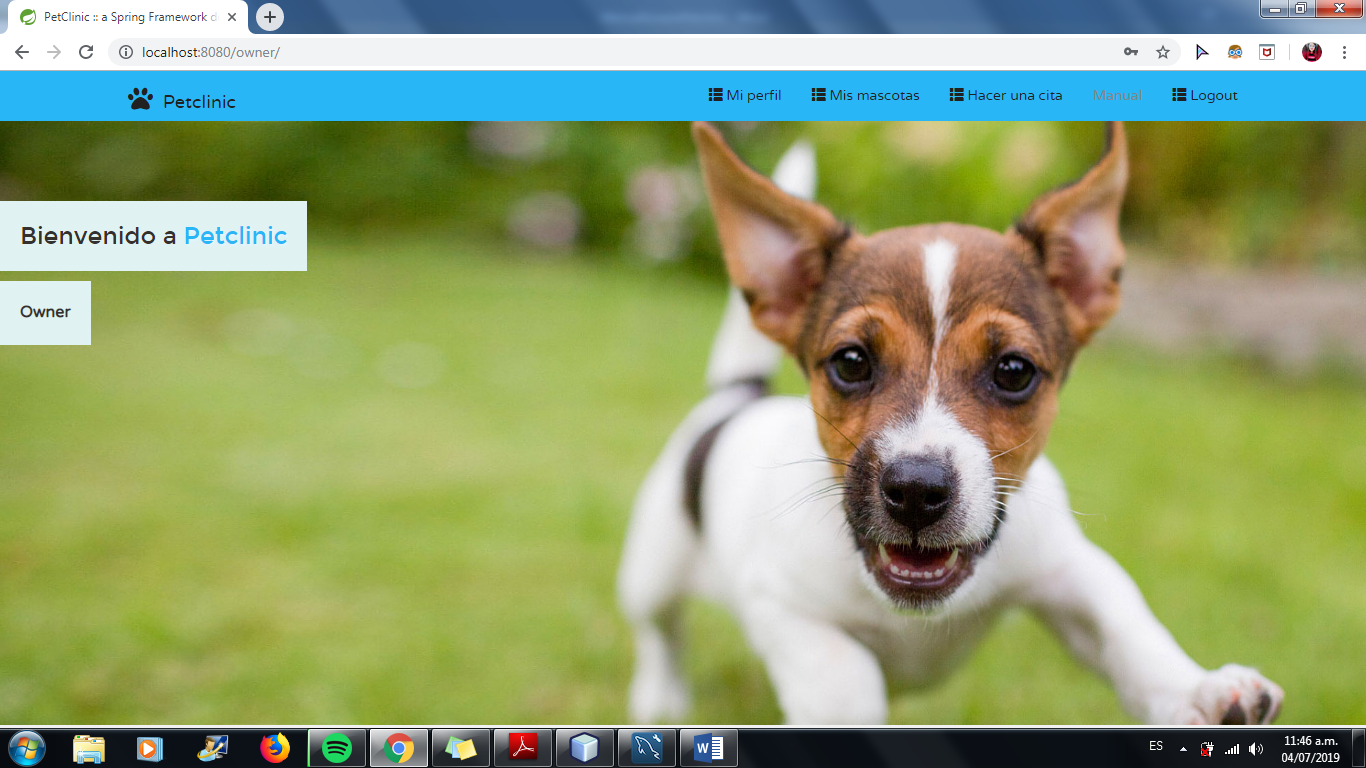 PetClinic :: a Spring Framework d
localhost:8080/owner/
Petclinic
Mi perfil
Mis mascotas
Hacer una cita
Manual
Logout
Bienvenido a Petclinic
Owner
ES
11:46 a.m.
04/07/2019